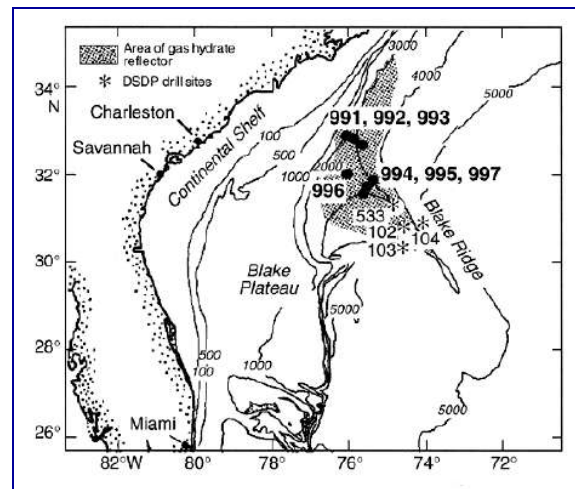 Area of gas hydrate
reflector
DSDP drill sites
3000
1000
4000
5000
34°
N
32°
30°
28°
26°
Charleston
Savannah
Continental Shelf
100
500
1000
2000
991, 992, 993
994, 995, 997
996
533
102
104
103
Blake Ridge
Blake
Plateau
5000
500
100
1000
5000
Miami
82°W
80°
78°
76°
74°
72°